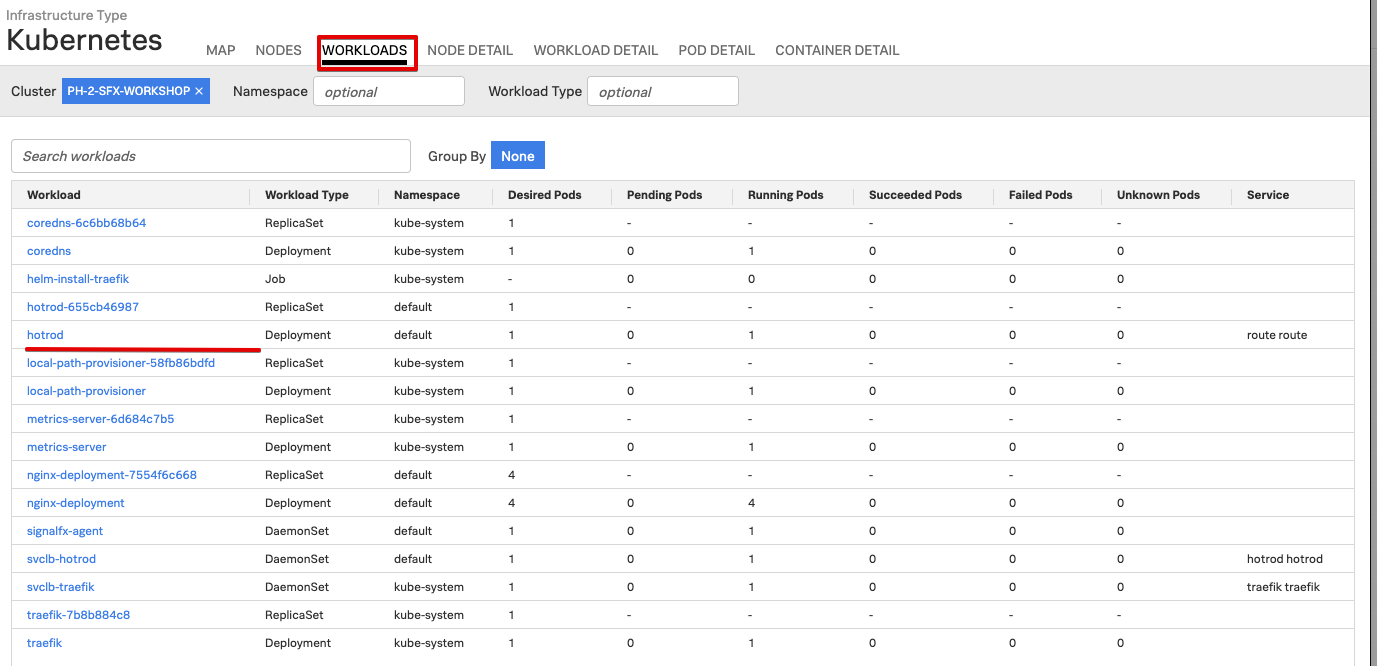 Infrastructure Type
Kubernetes
MAP NODES WORKLOADS NODE DETAIL WORKLOAD DETAIL POD DETAIL CONTAINER DETAIL
Cluster PH-2-SFX-WORKSHOP × Namespace optional Workload Type optional
Search workloads Group By None
Workload Workload Type Namespace Desired Pods Pending Pods Running Pods Succeeded Pods Failed Pods Unknown Pods Service
coredns-6c6bb68b64 ReplicaSet kube-system 1 - - - - -
coredns Deployment kube-system 1 0 1 0 0 0
helm-install-traefik Job kube-system - 0 0 0 0 0
hotrod-655cb46987 ReplicaSet default 1 - - - - -
hotrod Deployment default 1 0 1 0 0 0 route route
local-path-provisioner-58fb86bdfd ReplicaSet kube-system 1 - - - - -
local-path-provisioner Deployment kube-system 1 0 1 0 0 0
metrics-server-6d684c7b5 ReplicaSet kube-system 1 - - - - -
metrics-server Deployment kube-system 1 0 1 0 0 0
nginx-deployment-7554f6c668 ReplicaSet default 4 - - - - -
nginx-deployment Deployment default 4 0 4 0 0 0
signalfx-agent DaemonSet default 1 0 1 0 0 0
svclb-hotrod DaemonSet default 1 0 1 0 0 0 hotrod hotrod
svclb-traefik DaemonSet kube-system 1 0 1 0 0 0 traefik traefik
traefik-7b8b884c8 ReplicaSet kube-system 1 - - - - -
traefik Deployment kube-system 1 0 1 0 0 0